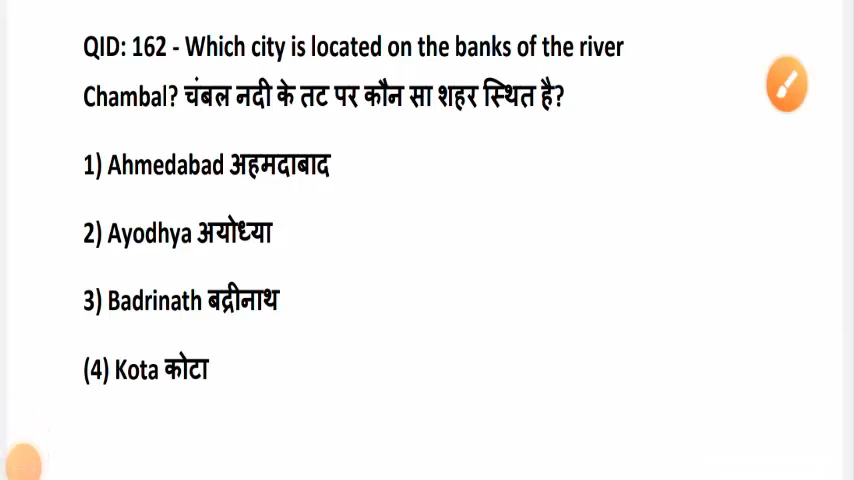 QID: 162 - Which city is located on the banks of the river
Chambal? चंबल नदी के तट पर कौन सा शहर स्थित है?
1) Ahmedabad अहमदाबाद
2) Ayodhya अयोध्या
3) Badrinath बद्रीनाथ
(4) Kota कोटा